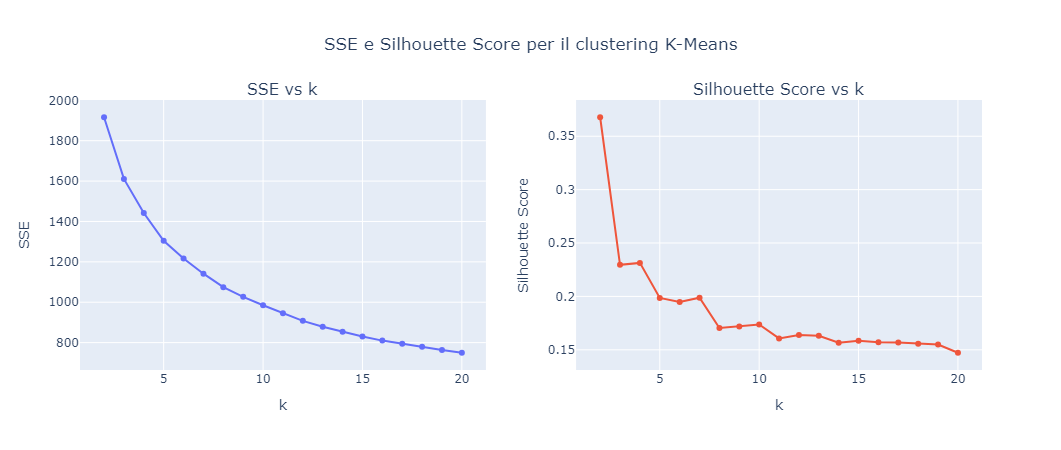 SSE e Silhouette Score per il clustering K-Means
SSE vs k
2000
1800
1600
1400
1200
1000
800
SSE
5
10
15
20
k
Silhouette Score vs k
0.35
0.3
0.25
0.2
0.15
Silhouette Score
5
10
15
20
k